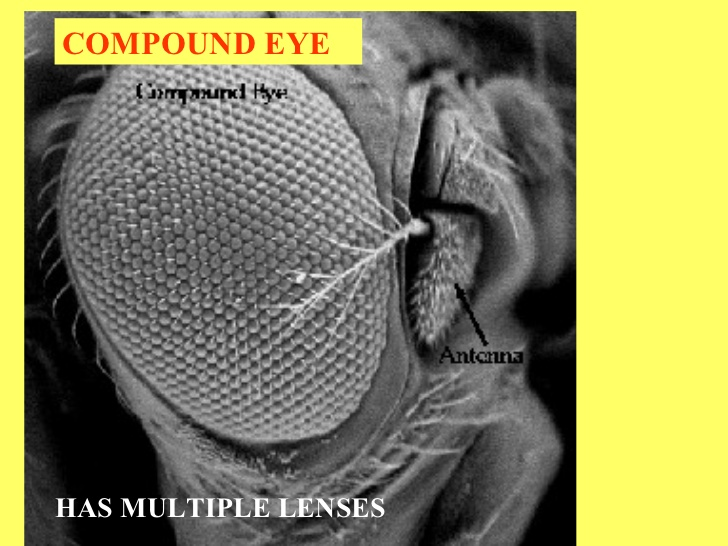 COMPOUND EYE
Compound Eye
Antenna
HAS MULTIPLE LENSES